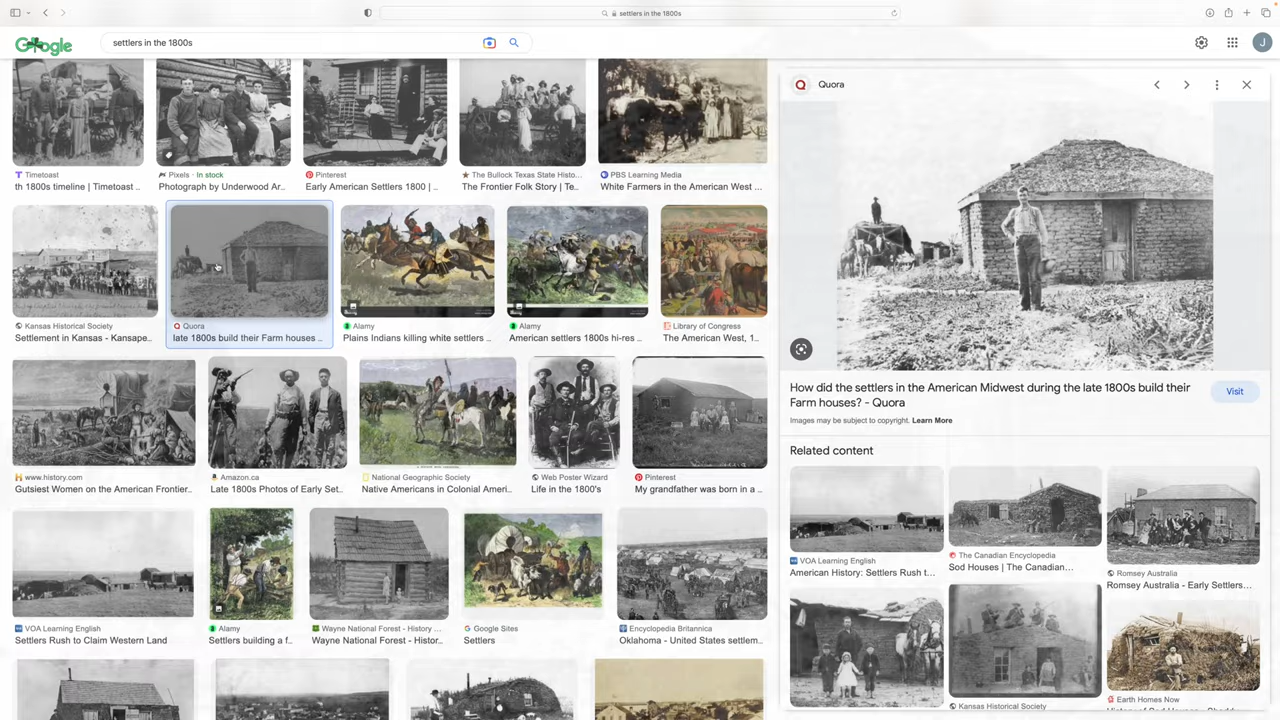 settlers in the 1800s
Google
settlers in the 1800s
J
Timetoast
th 1800s timeline | Timetoast ..
Pixels · In stock
Photograph by Underwood Ar..
Pinterest
Early American Settlers 1800 | ..
The Bullock Texas State Histo...
The Frontier Folk Story | Te..
PBS Learning Media
White Farmers in the American West ...
Kansas Historical Society
Settlement in Kansas - Kansape..
Quora
late 1800s build their Farm houses ..
Alamy
Plains Indians killing white settlers ..
Alamy
American settlers 1800s hi-res ..
Library of Congress
The American West, 1..
www.history.com
Gutsiest Women on the American Frontier..
Amazon.ca
Late 1800s Photos of Early Set..
National Geographic Society
Native Americans in Colonial Ameri..
Web Poster Wizard
Life in the 1800's
Pinterest
My grandfather was born in a ..
VOA Learning English
Settlers Rush to Claim Western Land
Alamy
Settlers building a f..
Wayne National Forest - History ...
Wayne National Forest - Histor..
Google Sites
Settlers
Encyclopedia Britannica
Oklahoma - United States settlem..
Quora
How did the settlers in the American Midwest during the late 1800s build their
Farm houses? - Quora
Visit
Images may be subject to copyright. Learn More
Related content
VOA Learning English
American History: Settlers Rush t...
The Canadian Encyclopedia
Sod Houses | The Canadian...
Romsey Australia
Romsey Australia - Early Settlers...
Kansas Historical Society
Earth Homes Now